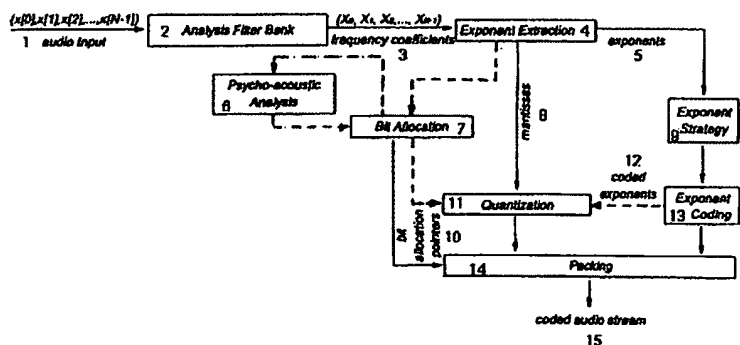 {x[0],x[1],x[2],...,x[N-1]}
1 audio input
2 Analysis Filter Bank
{X₀, X₁, X₂,..., Xₙ₋₁}
frequency coefficients
3
Exponent Extraction 4
exponents
5
Psycho-acoustic
6 Analysis
Bit Allocation 7
mantisses
8
Exponent
Strategy
9
12
coded
exponents
11 Quantization
Exponent
13 Coding
bit
allocation
pointers
10
14 Packing
coded audio stream
15